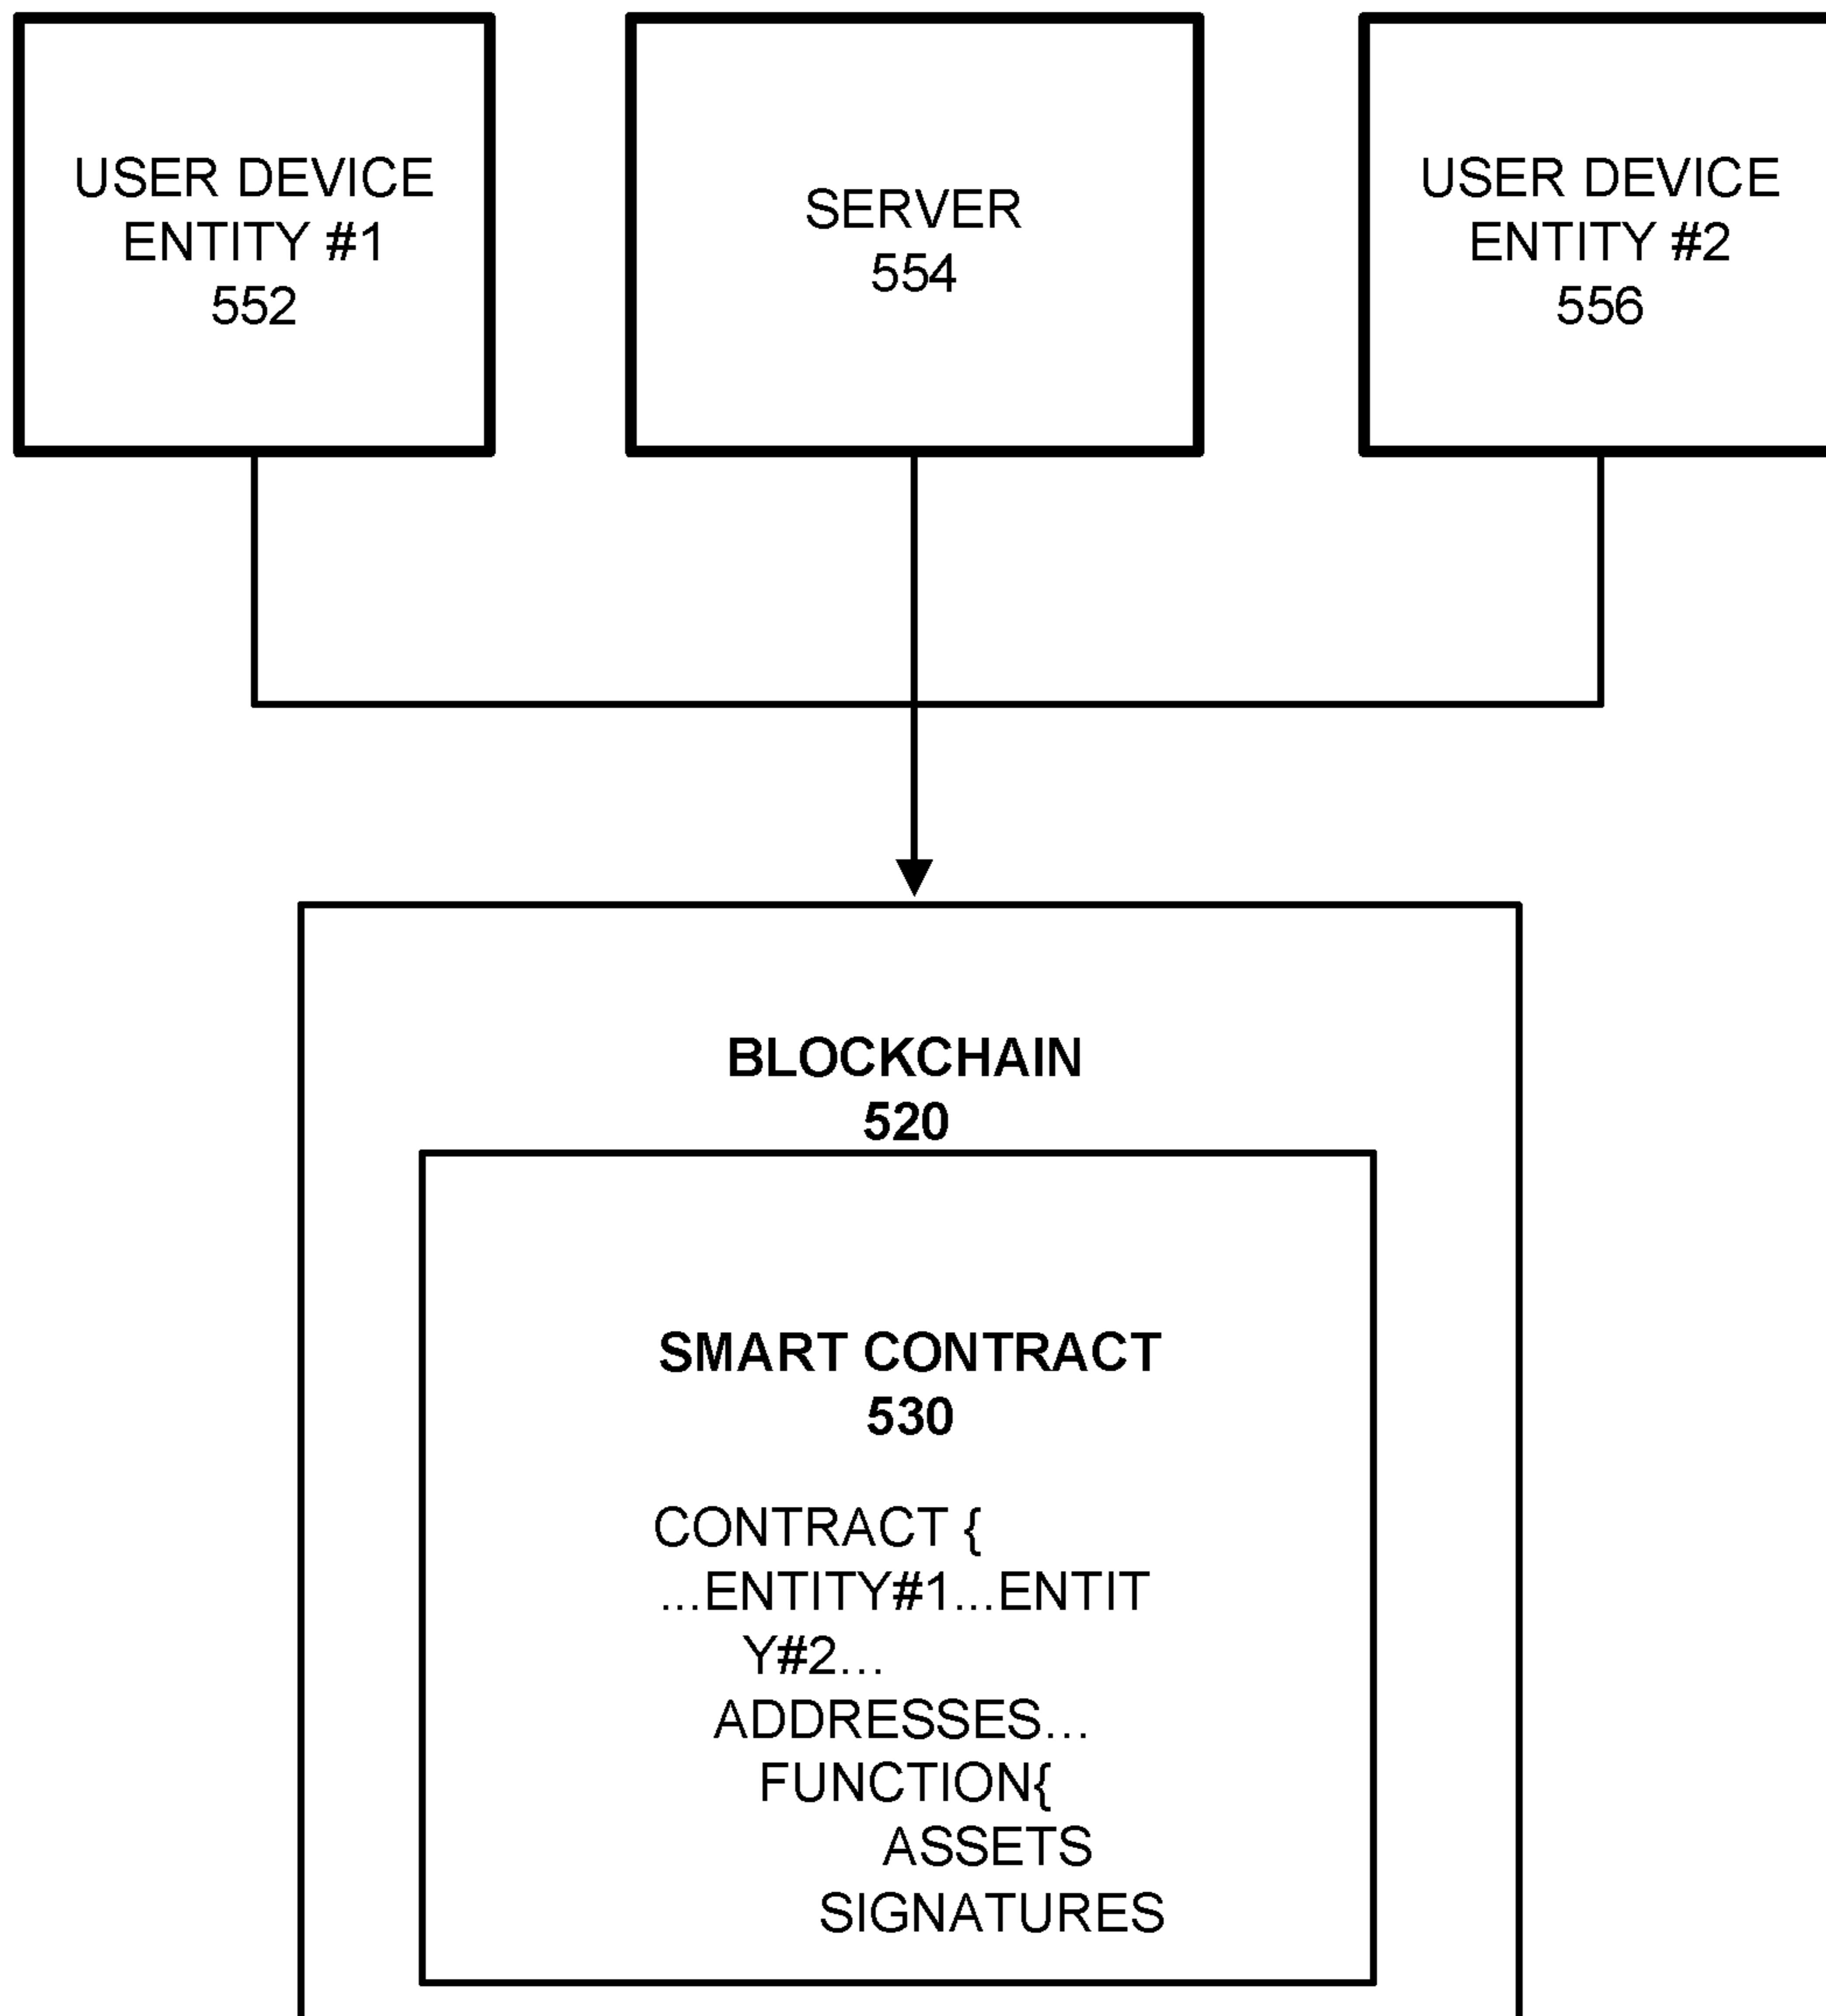 USER DEVICE
ENTITY #1
552
SERVER
554
USER DEVICE
ENTITY #2
556
BLOCKCHAIN
520
SMART CONTRACT
530
CONTRACT {
...ENTITY#1...ENTIT
Y#2...
ADDRESSES...
FUNCTION{
ASSETS
SIGNATURES